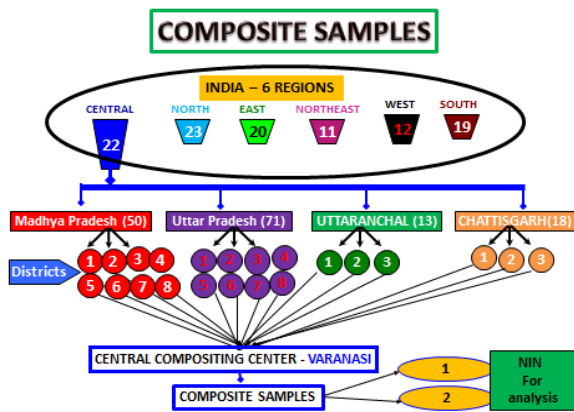 COMPOSITE SAMPLES
INDIA – 6 REGIONS
CENTRAL
NORTH
EAST
NORTHEAST
WEST
SOUTH
22
23
20
11
12
19
Madhya Pradesh (50)
Uttar Pradesh (71)
UTTARANCHAL (13)
CHATTISGARH(18)
Districts
1 2 3 4
5 6 7 8
1 2 3 4
5 6 7 8
1 2 3
1 2 3
CENTRAL COMPOSITING CENTER - VARANASI
COMPOSITE SAMPLES
1
2
NIN
For
analysis